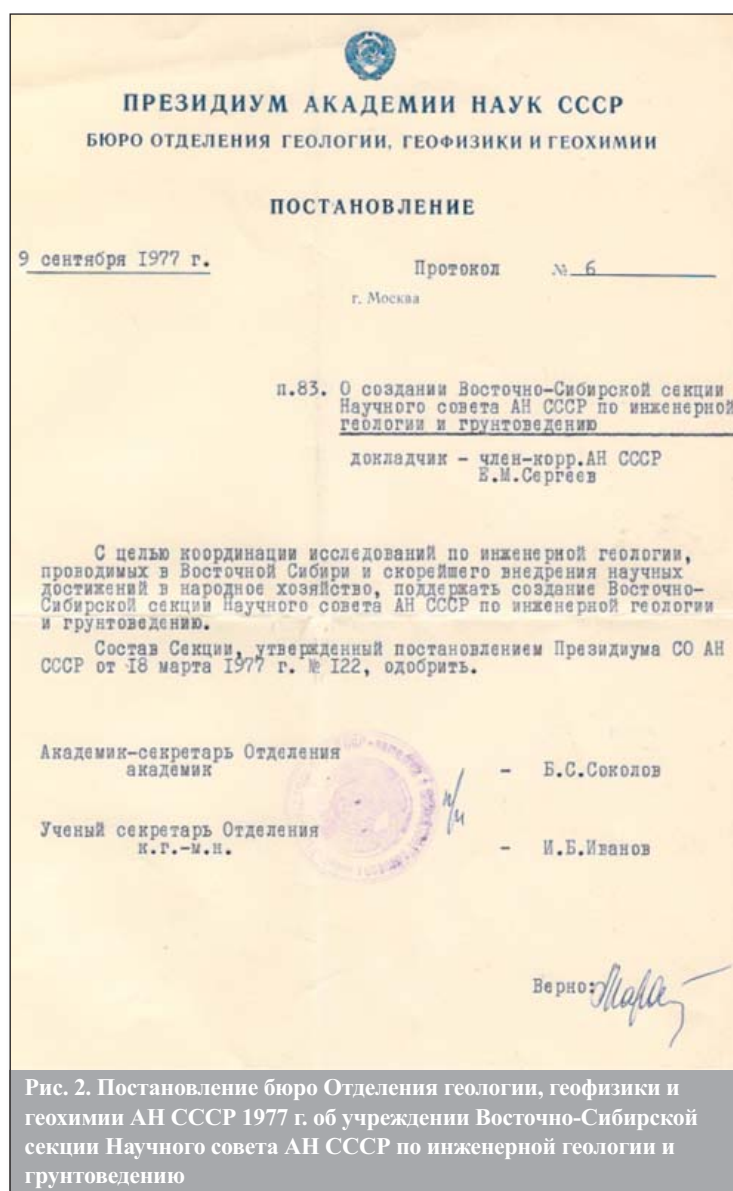 ПРЕЗИДИУМ АКАДЕМИИ НАУК СССР
БЮРО ОТДЕЛЕНИЯ ГЕОЛОГИИ, ГЕОФИЗИКИ И ГЕОХИМИИ
ПОСТАНОВЛЕНИЕ
9 сентября 1977 г.
Протокол № 6
г. Москва
п.83. О создании Восточно-Сибирской секции
Научного совета АН СССР по инженерной
геологии и грунтоведению
докладчик – член-корр.АН СССР
Е.М.Сергеев
С целью координации исследований по инженерной геологии,
проводимых в Восточной Сибири и скорейшего внедрения научных
достижений в народное хозяйство, поддержать создание Восточно-
Сибирской секции Научного совета АН СССР по инженерной геологии
и грунтоведению.
Состав Секции, утвержденный постановлением Президиума СО АН
СССР от 18 марта 1977 г. № 122, одобрить.
Академик-секретарь Отделения
академик – Б.С.Соколов
п/п
Ученый секретарь Отделения
к.г.-м.н. – И.Б.Иванов
Верно:
Рис. 2. Постановление бюро Отделения геологии, геофизики и
геохимии АН СССР 1977 г. об учреждении Восточно-Сибирской
секции Научного совета АН СССР по инженерной геологии и
грунтоведению